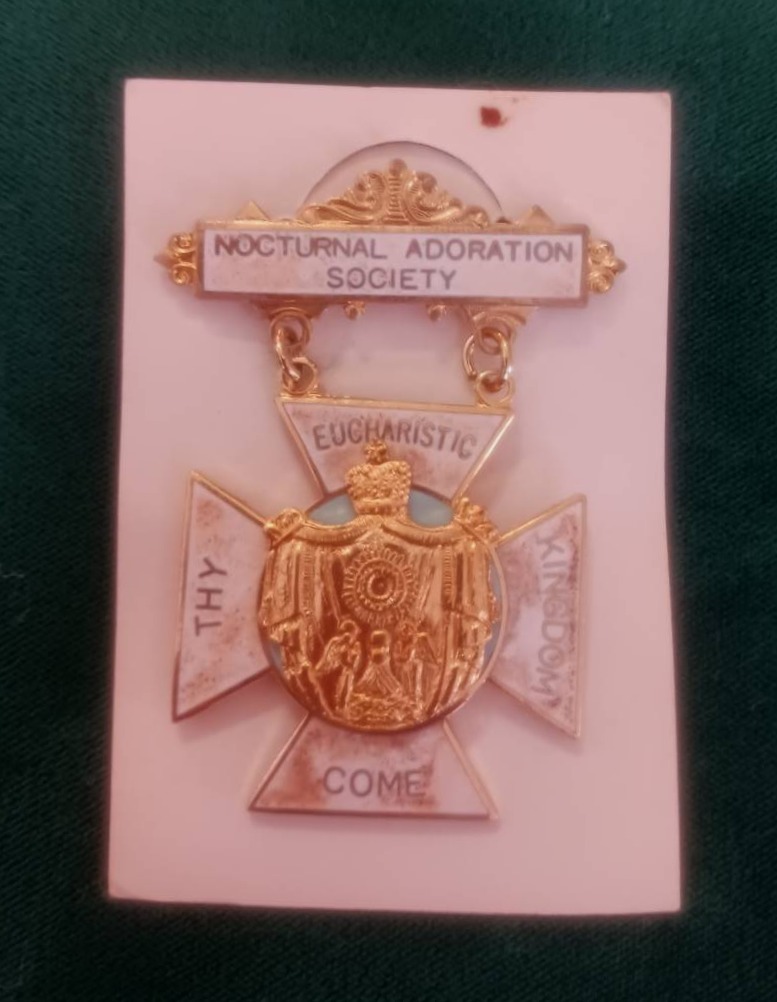 NOCTURNAL ADORATION
SOCIETY
EUCHARISTIC
THY
KINGDOM
COME